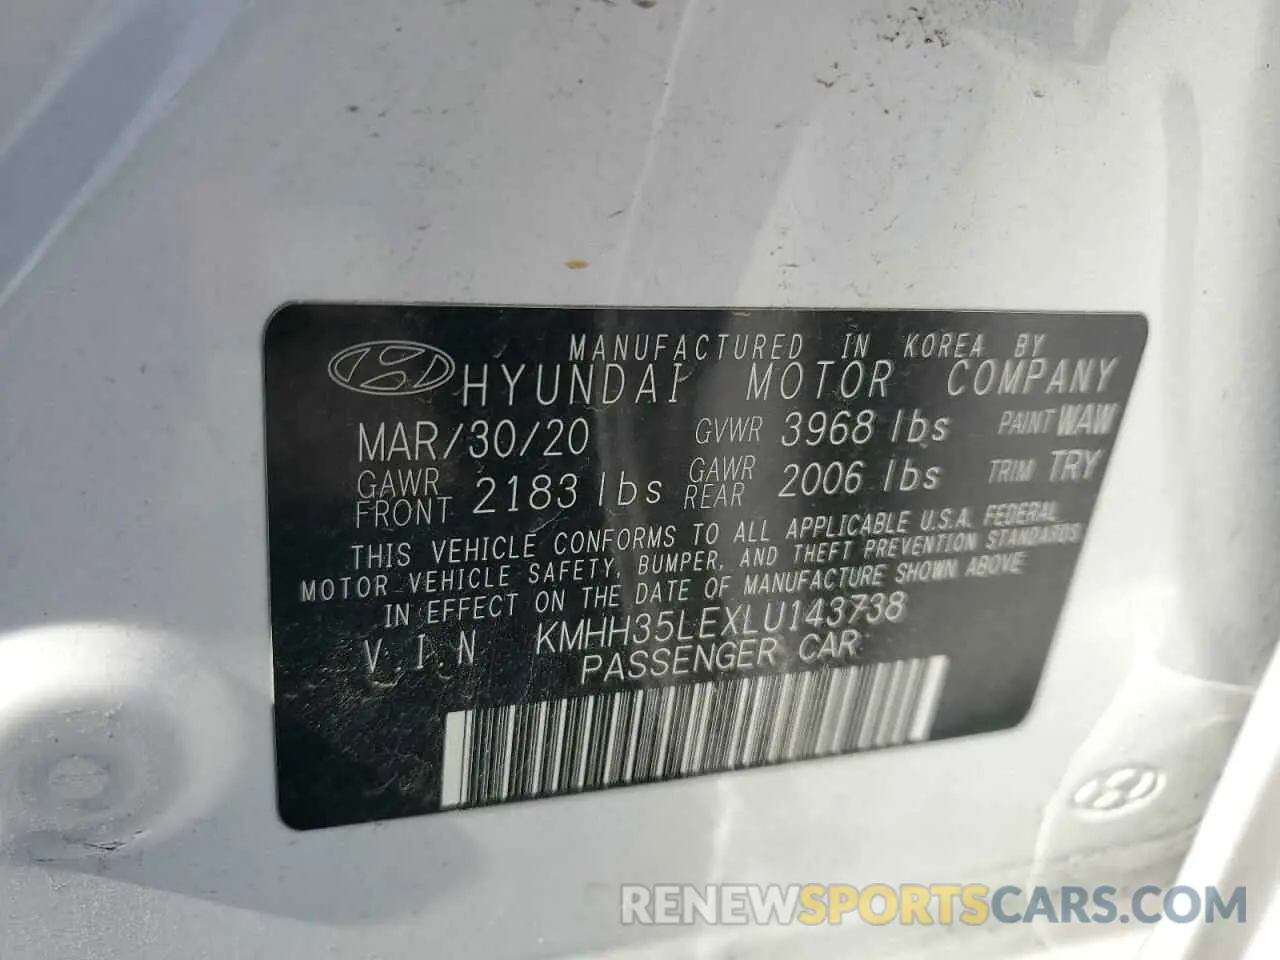 MANUFACTURED IN KOREA BY
HYUNDAI MOTOR COMPANY
MAR/30/20 GVWR 3968 lbs PAINT WAW
GAWR FRONT 2183 lbs GAWR REAR 2006 lbs TRIM TRY
THIS VEHICLE CONFORMS TO ALL APPLICABLE U.S.A. FEDERAL
MOTOR VEHICLE SAFETY, BUMPER, AND THEFT PREVENTION STANDARDS
IN EFFECT ON THE DATE OF MANUFACTURE SHOWN ABOVE
V.I.N KMHH35LEXLU143738
PASSENGER CAR
RENEWSPORTSCARS.COM